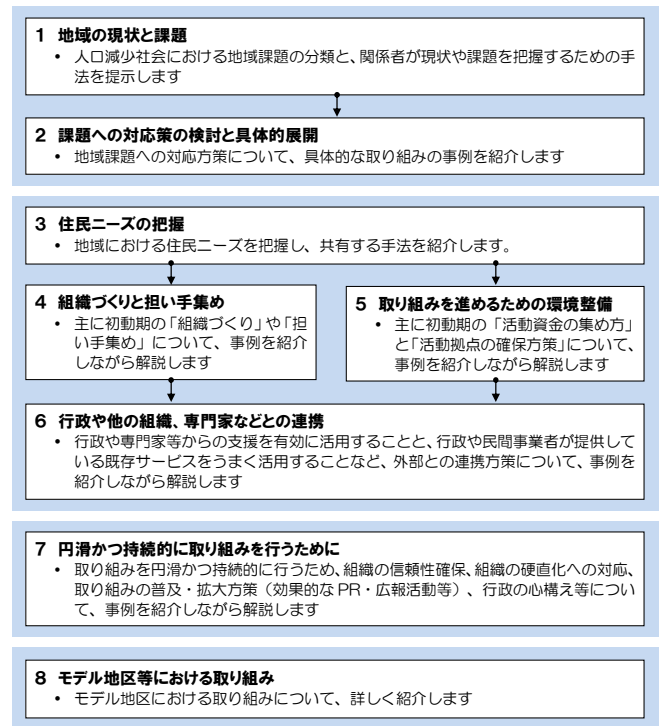 1 地域の現状と課題
• 人口減少社会における地域課題の分類と、関係者が現状や課題を把握するための手
法を提示します
2 課題への対応策の検討と具体的展開
• 地域課題への対応方策について、具体的な取り組みの事例を紹介します
3 住民ニーズの把握
• 地域における住民ニーズを把握し、共有する手法を紹介します。
4 組織づくりと担い手集め
• 主に初動期の「組織づくり」や「担
い手集め」について、事例を紹介
しながら解説します
5 取り組みを進めるための環境整備
• 主に初動期の「活動資金の集め方」
と「活動拠点の確保方策」について、
事例を紹介しながら解説します
6 行政や他の組織、専門家などとの連携
• 行政や専門家等からの支援を有効に活用することと、行政や民間事業者が提供して
いる既存サービスをうまく活用することなど、外部との連携方策について、事例を
紹介しながら解説します
7 円滑かつ持続的に取り組みを行うために
• 取り組みを円滑かつ持続的に行うため、組織の信頼性確保、組織の硬直化への対応、
取り組みの普及・拡大方策（効果的な PR・広報活動等）、行政の心構え等につい
て、事例を紹介しながら解説します
8 モデル地区等における取り組み
• モデル地区における取り組みについて、詳しく紹介します